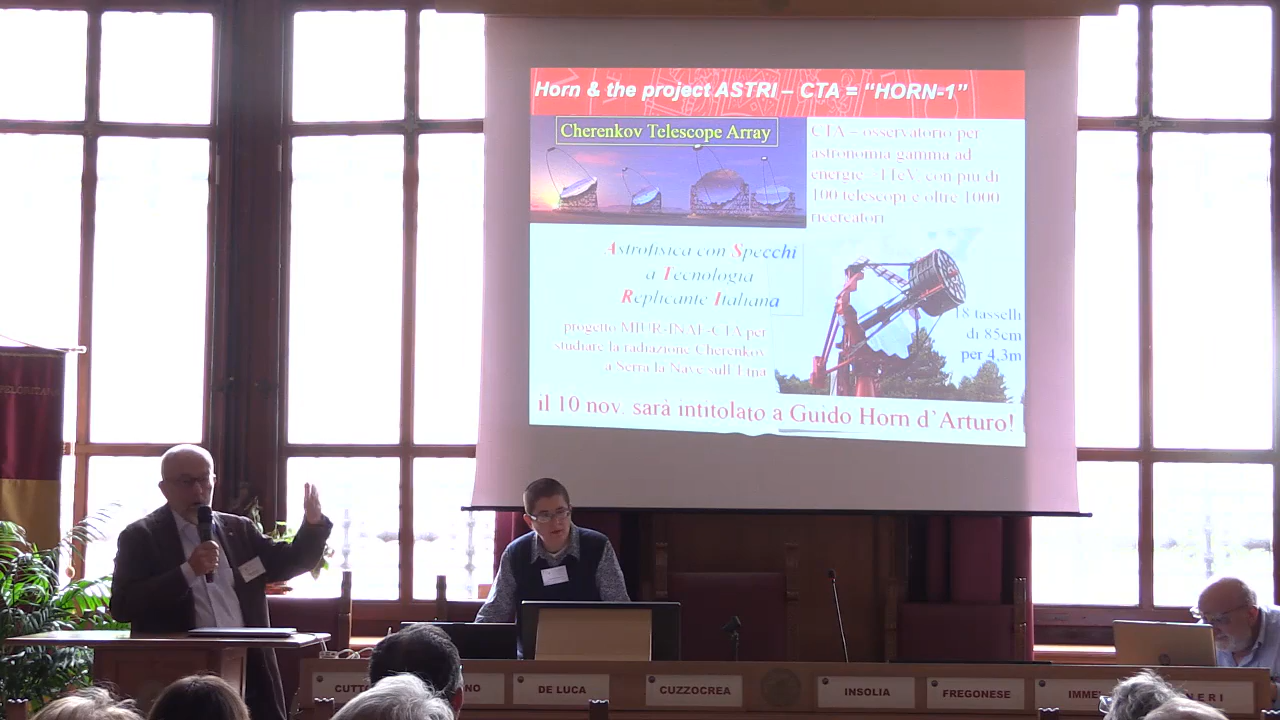 Horn & the project ASTRI – CTA = “HORN-1”
Cherenkov Telescope Array
CTA – osservatorio per
astronomia gamma ad
energie TeV con più di
100 telescopi e oltre 1000
ricercatori
Astrofisica con Specchi
a Tecnologia
Replicante Italiana
progetto MIUR-INAF-CTA per
studiare la radiazione Cherenkov
a Serra la Nave sull'Etna
18 tasselli
di 85cm
per 4,3m
il 10 nov. sarà intitolato a Guido Horn d’Arturo!
DE LUCA
CUZZOCREA
INSOLIA
FREGONESE